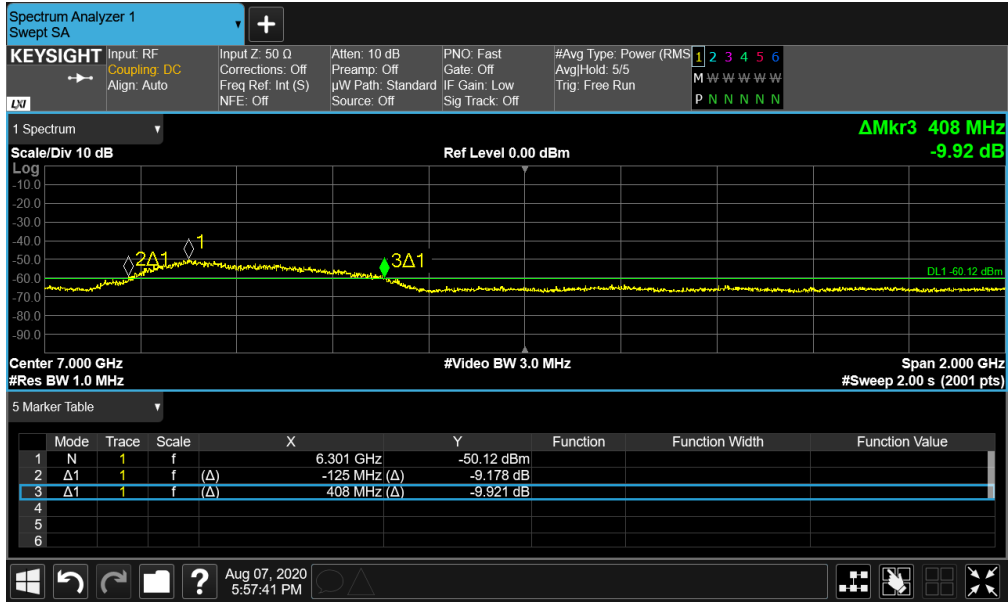 Spectrum Analyzer 1
Swept SA
KEYSIGHT
LXI
Input: RF
Coupling: DC
Align: Auto
Input Z: 50 Ω
Corrections: Off
Freq Ref: Int (S)
NFE: Off
Atten: 10 dB
Preamp: Off
µW Path: Standard
Source: Off
PNO: Fast
Gate: Off
IF Gain: Low
Sig Track: Off
#Avg Type: Power (RMS
Avg|Hold: 5/5
Trig: Free Run
1 2 3 4 5 6
M W W W W W
P N N N N N
1 Spectrum
ΔMkr3 408 MHz
-9.92 dB
Scale/Div 10 dB
Ref Level 0.00 dBm
Log
-10.0
-20.0
-30.0
-40.0
-50.0
-60.0
-70.0
-80.0
-90.0
2Δ1
1
3Δ1
DL1 -60.12 dBm
Center 7.000 GHz
#Video BW 3.0 MHz
Span 2.000 GHz
#Res BW 1.0 MHz
#Sweep 2.00 s (2001 pts)
5 Marker Table
Mode Trace Scale X Y Function Function Width Function Value
1 N 1 f 6.301 GHz -50.12 dBm
2 Δ1 1 f (Δ) -125 MHz (Δ) -9.178 dB
3 Δ1 1 f (Δ) 408 MHz (Δ) -9.921 dB
4
5
6
?
Aug 07, 2020
5:57:41 PM